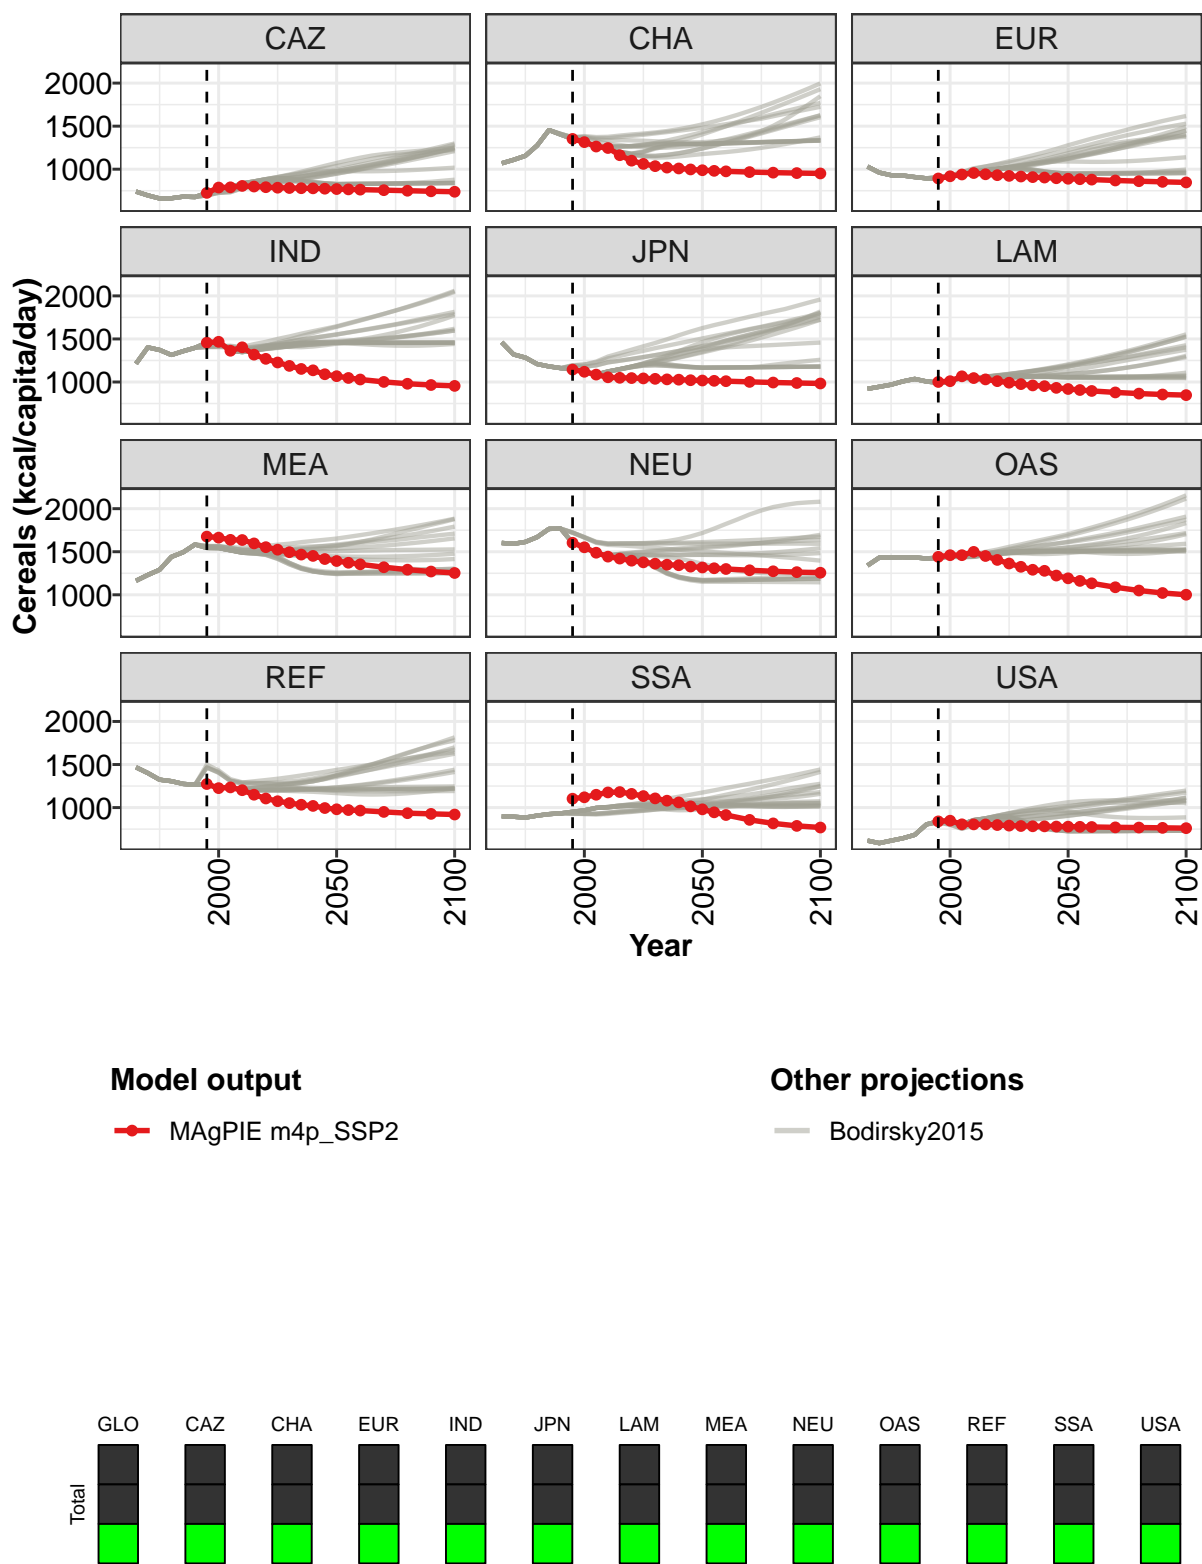 CAZ CHA EUR
2000
1500
1000
IND JPN LAM
2000
1500
1000
MEA NEU OAS
2000
1500
1000
REF SSA USA
2000
1500
1000
Cereals (kcal/capita/day)
2000 2050 2100 2000 2050 2100 2000 2050 2100
Year
Model output Other projections
MAgPIE m4p_SSP2 Bodirsky2015
GLO CAZ CHA EUR IND JPN LAM MEA NEU OAS REF SSA USA
Total